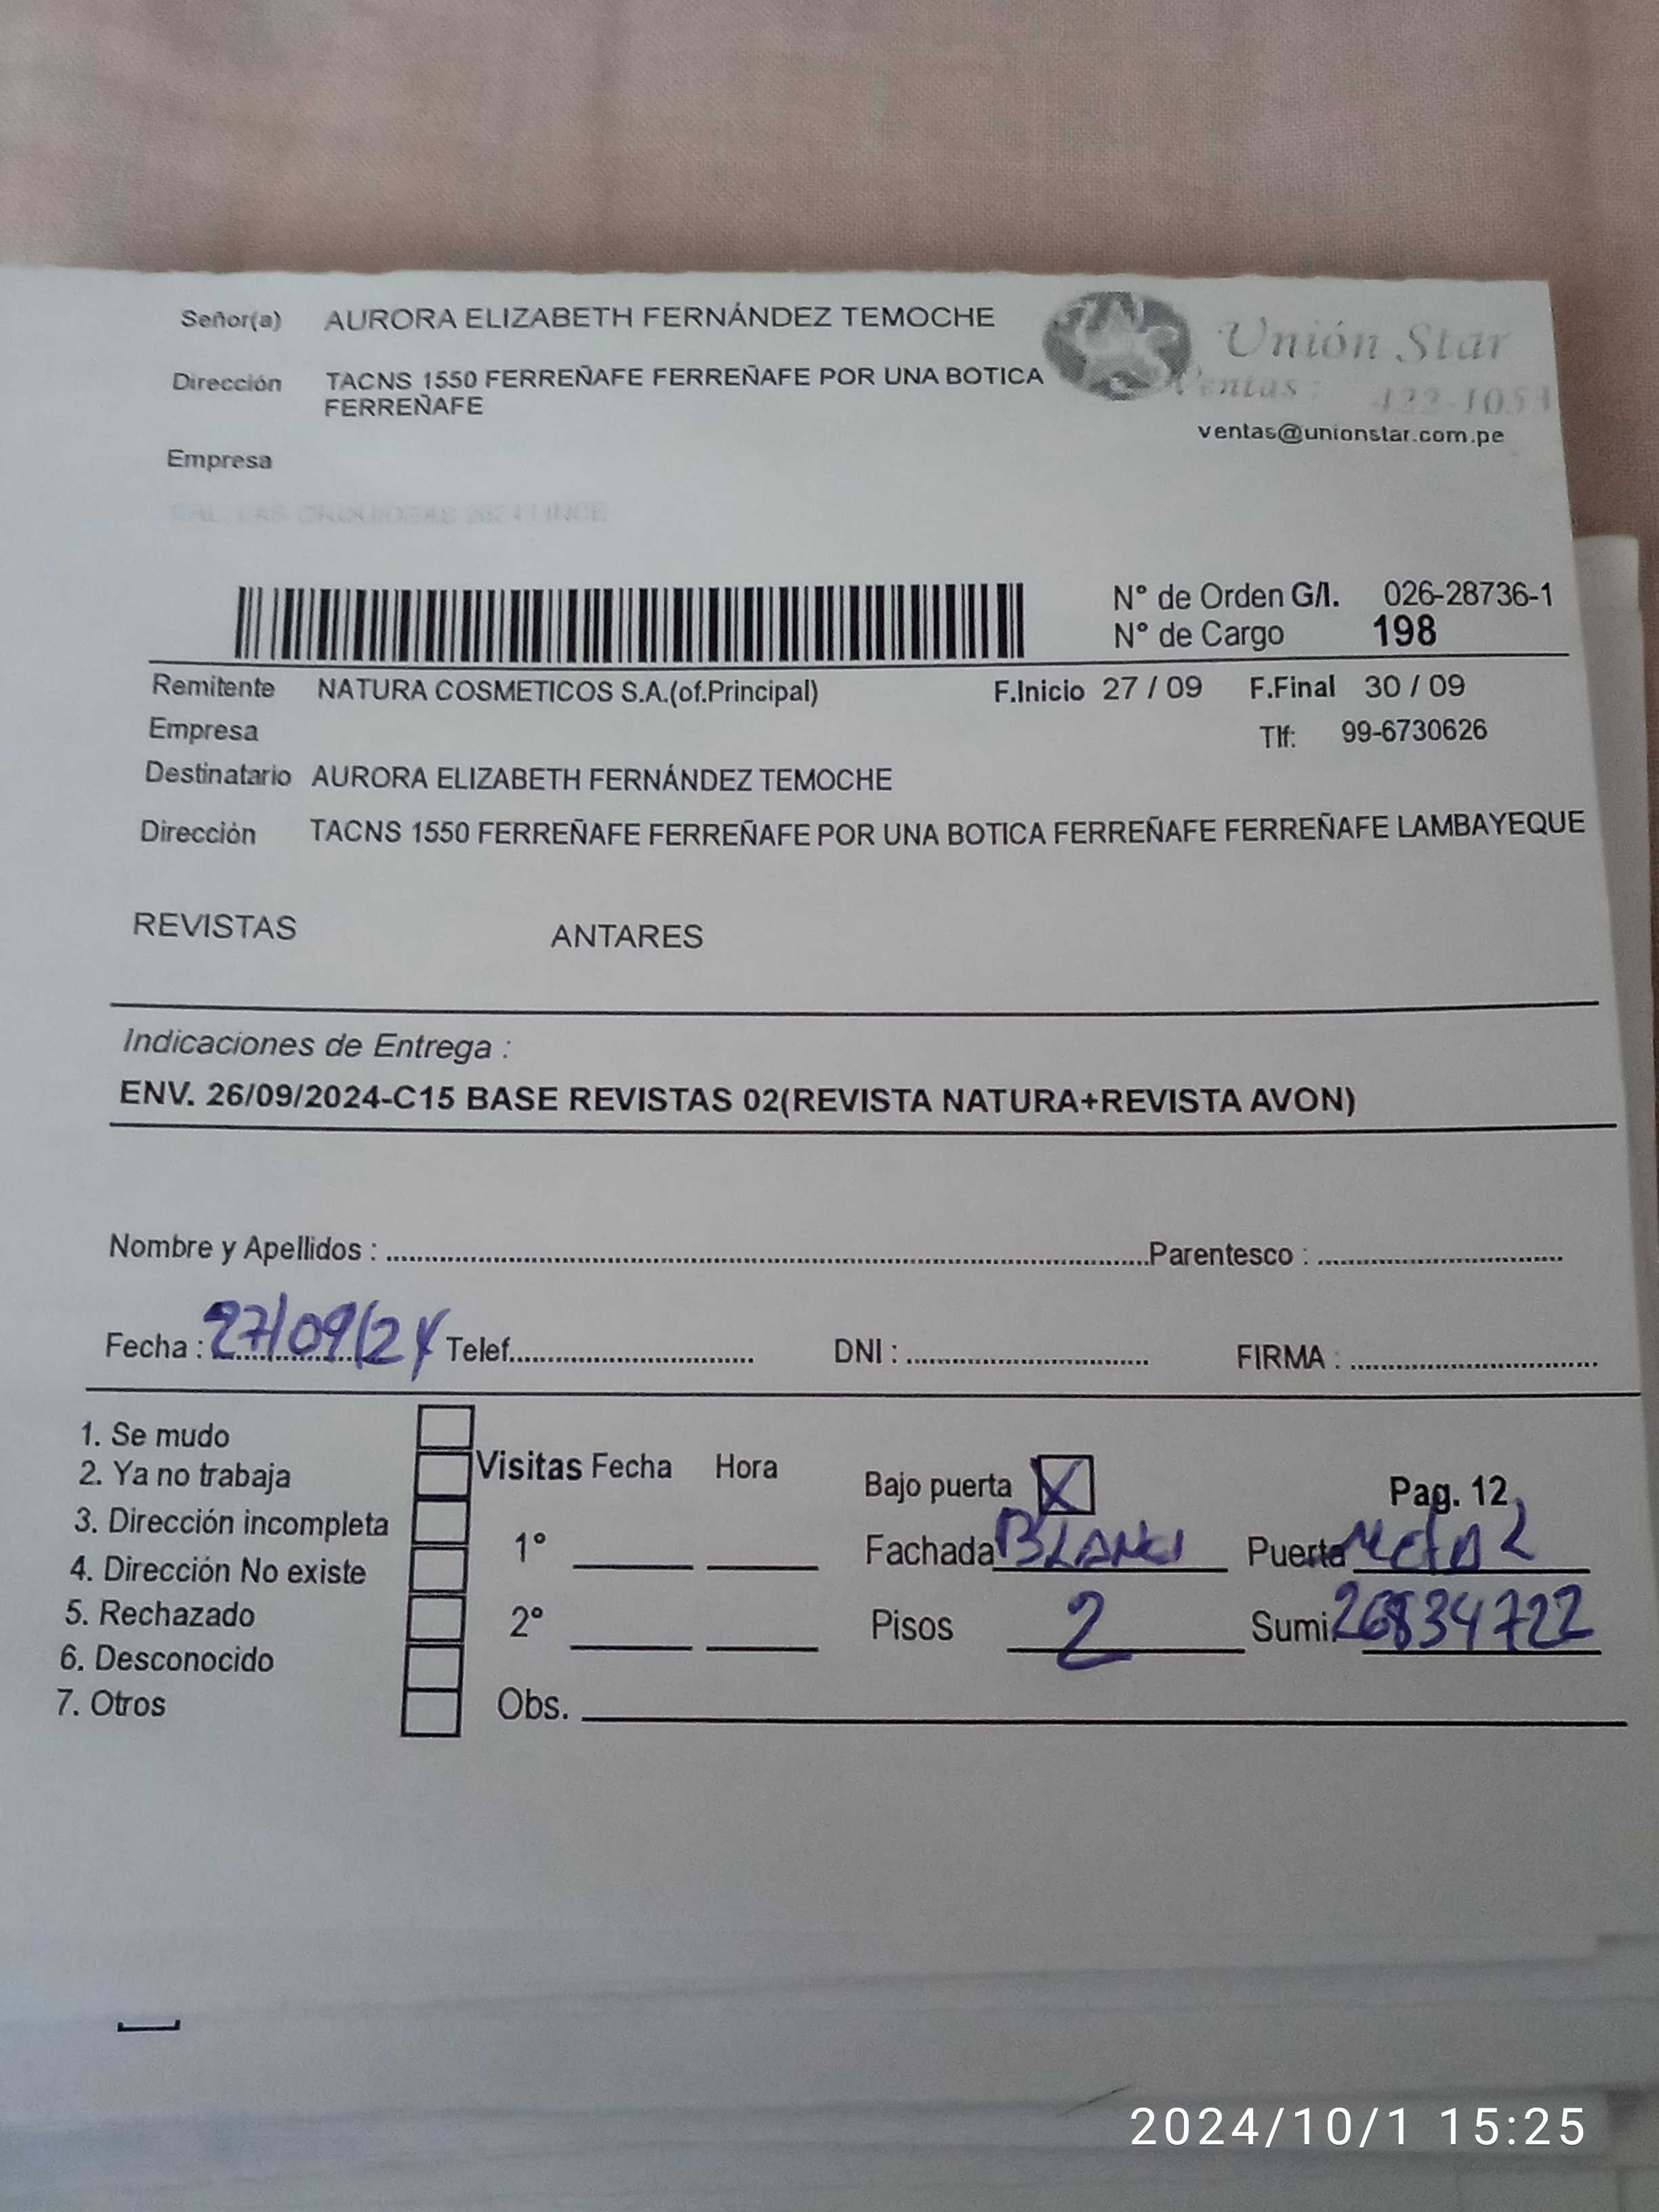 Señor(a) AURORA ELIZABETH FERNÁNDEZ TEMOCHE
Unión Star
Dirección TACNS 1550 FERREÑAFE FERREÑAFE POR UNA BOTICA
FERREÑAFE
Ventas: 422-1053
ventas@unionstar.com.pe
Empresa
N° de Orden G/I. 026-28736-1
N° de Cargo 198
Remitente NATURA COSMETICOS S.A.(of.Principal) F.Inicio 27 / 09 F.Final 30 / 09
Empresa Tlf: 99-6730626
Destinatario AURORA ELIZABETH FERNÁNDEZ TEMOCHE
Dirección TACNS 1550 FERREÑAFE FERREÑAFE POR UNA BOTICA FERREÑAFE FERREÑAFE LAMBAYEQUE
REVISTAS ANTARES
Indicaciones de Entrega :
ENV. 26/09/2024-C15 BASE REVISTAS 02(REVISTA NATURA+REVISTA AVON)
Nombre y Apellidos : Parentesco :
Fecha : 27/09/24 Telef. DNI : FIRMA :
1. Se mudo
2. Ya no trabaja
3. Dirección incompleta
4. Dirección No existe
5. Rechazado
6. Desconocido
7. Otros
Visitas Fecha Hora
1°
2°
Obs.
Bajo puerta X Pag. 12
Fachada Puerta
Pisos 2 Sumi. 26834722
2024/10/1 15:25